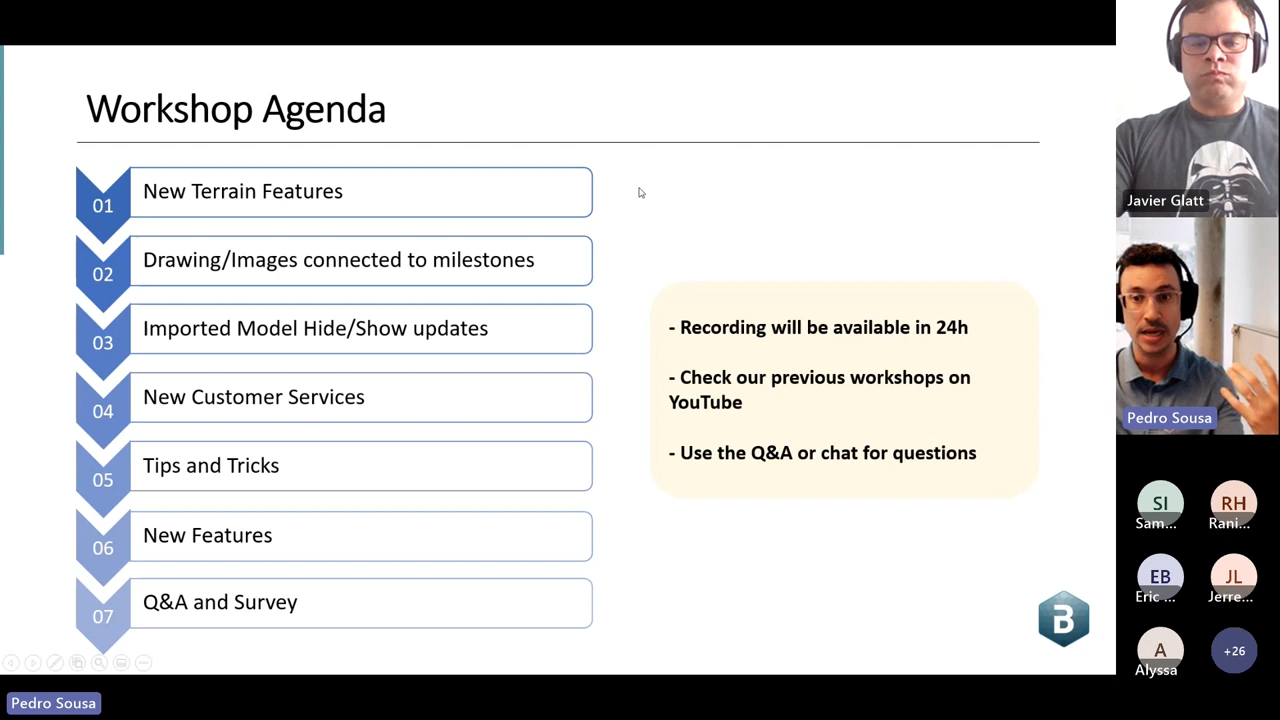 Workshop Agenda
01
New Terrain Features
02
Drawing/Images connected to milestones
03
Imported Model Hide/Show updates
04
New Customer Services
05
Tips and Tricks
06
New Features
07
Q&A and Survey
- Recording will be available in 24h
- Check our previous workshops on
YouTube
- Use the Q&A or chat for questions
B
Javier Glatt
Pedro Sousa
SI
Sam...
RH
Rani...
EB
Eric ...
JL
Jerre...
A
Alyssa
+26
Pedro Sousa